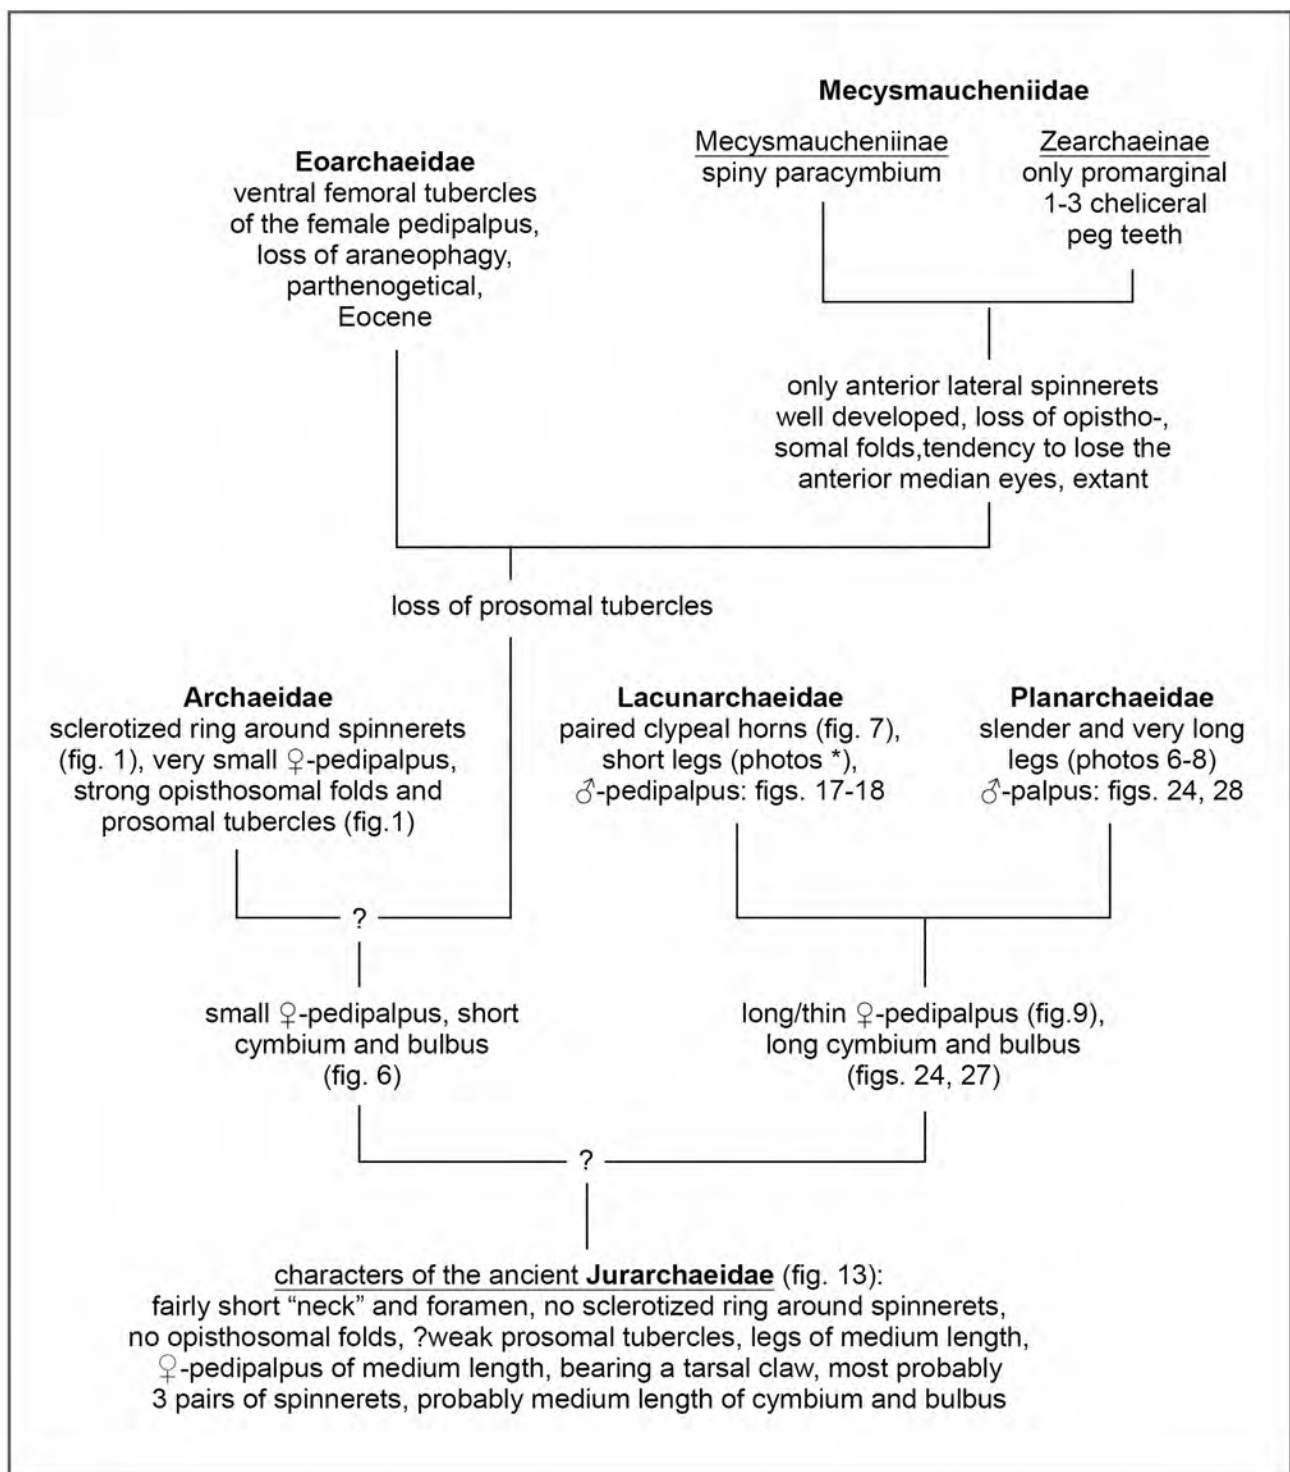 Mecysmaucheniidae
Mecysmaucheniinae
spiny paracymbium
Zearchaeinae
only promarginal
1-3 cheliceral
peg teeth
Eoarchaeidae
ventral femoral tubercles
of the female pedipalpus,
loss of araneophagy,
parthenogetical,
Eocene
only anterior lateral spinnerets
well developed, loss of opistho-,
somal folds,tendency to lose the
anterior median eyes, extant
loss of prosomal tubercles
Archaeidae
sclerotized ring around spinnerets
(fig. 1), very small ♀-pedipalpus,
strong opisthosomal folds and
prosomal tubercles (fig.1)
Lacunarchaeidae
paired clypeal horns (fig. 7),
short legs (photos *),
♂-pedipalpus: figs. 17-18
Planarchaeidae
slender and very long
legs (photos 6-8)
♂-palpus: figs. 24, 28
?
small ♀-pedipalpus, short
cymbium and bulbus
(fig. 6)
long/thin ♀-pedipalpus (fig.9),
long cymbium and bulbus
(figs. 24, 27)
?
characters of the ancient Jurarchaeidae (fig. 13):
fairly short “neck” and foramen, no sclerotized ring around spinnerets,
no opisthosomal folds, ?weak prosomal tubercles, legs of medium length,
♀-pedipalpus of medium length, bearing a tarsal claw, most probably
3 pairs of spinnerets, probably medium length of cymbium and bulbus